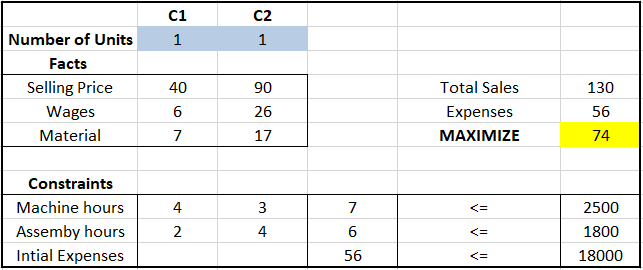 C1 C2
Number of Units 1 1
Facts
Selling Price 40 90 Total Sales 130
Wages 6 26 Expenses 56
Material 7 17 MAXIMIZE 74
Constraints
Machine hours 4 3 7 <= 2500
Assemby hours 2 4 6 <= 1800
Intial Expenses 56 <= 18000